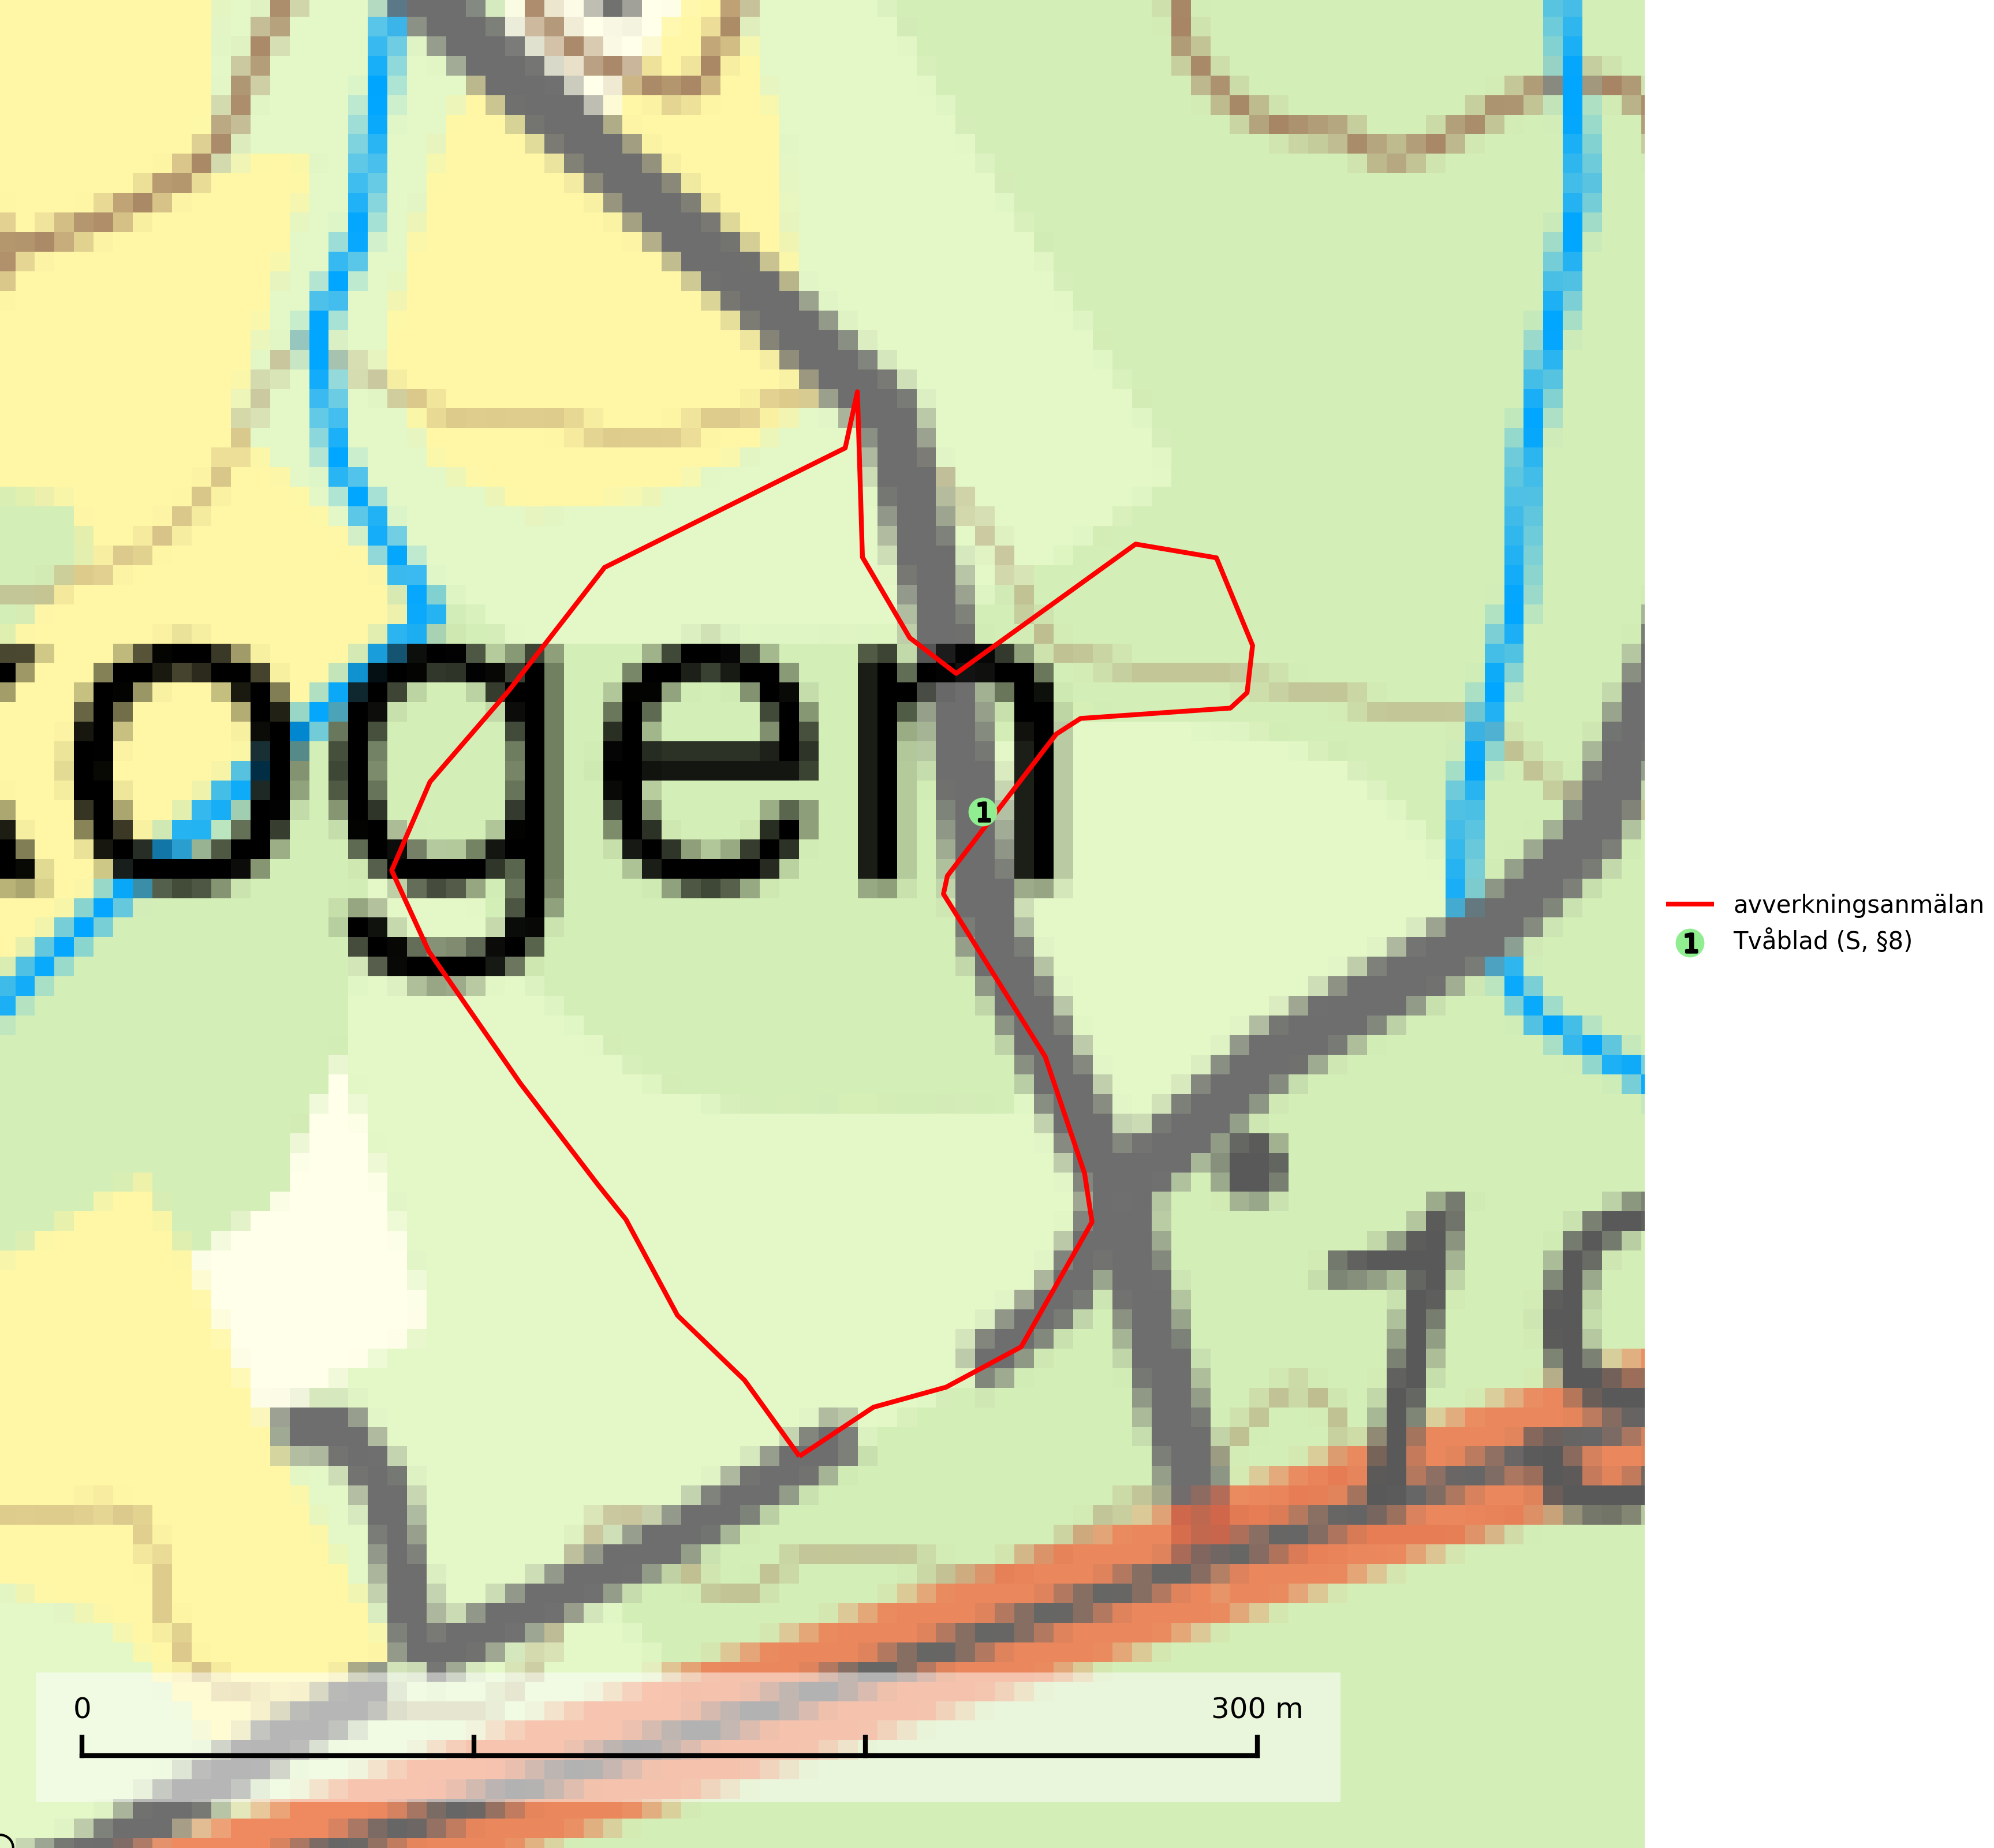 ogen
1
avverkningsanmälan
1 Tvåblad (S, §8)
0 300 m